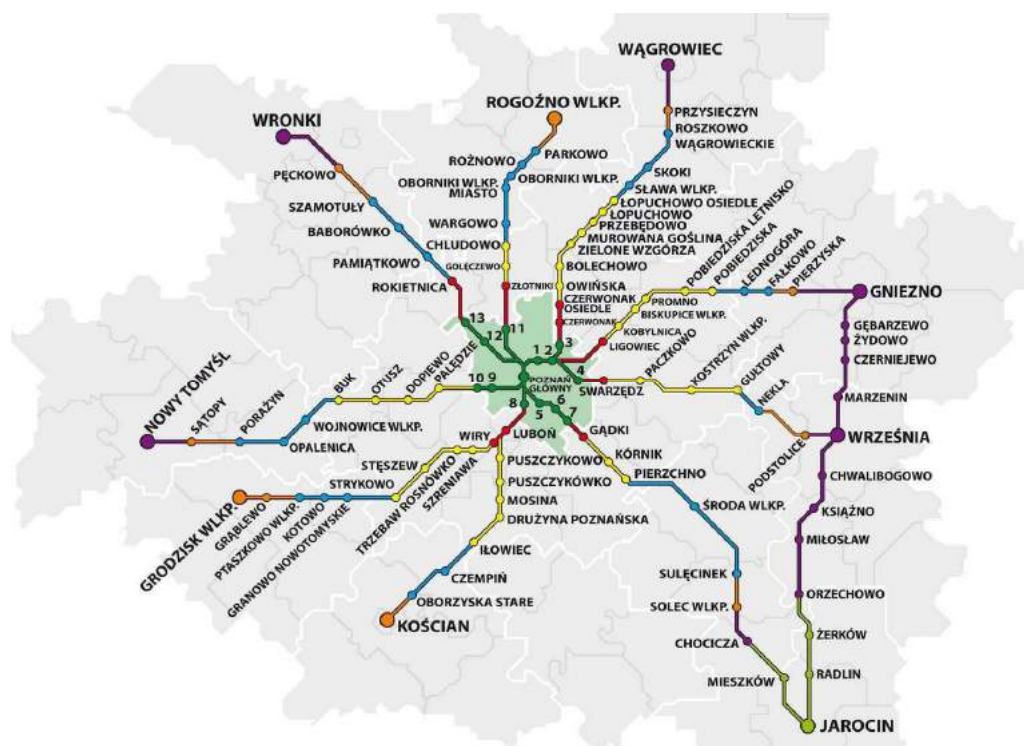 WĄGROWIEC
PRZYSIECZYN
ROSZKOWO
WĄGROWIECKIE
SKOKI
SŁAWA WLKP.
ŁOPUCHOWO OSIEDLE
ŁOPUCHOWO
PRZEBĘDOWO
MUROWANA GOŚLINA
ZIELONE WZGÓRZA
BOLECHOWO
OWIŃSKA
CZERWONAK
OSIEDLE
CZERWONAK
ROGOŹNO WLKP.
PARKOWO
ROŻNOWO
OBORNIKI WLKP.
OBORNIKI WLKP.
MIASTO
WARGOWO
CHLUDOWO
GOLĘCZEWO
ZŁOTNIKI
WRONKI
PĘCKOWO
SZAMOTUŁY
BABORÓWKO
PAMIĄTKOWO
ROKIETNICA
POBIEDZISKA LETNISKO
POBIEDZISKA
LEDNOGÓRA
FAŁKOWO
PIERZYSKA
PROMNO
BISKUPICE WLKP.
KOBYLNICA
LIGOWIEC
GNIEZNO
GĘBARZEWO
ŻYDOWO
CZERNIEJEWO
MARZENIN
WRZEŚNIA
CHWALIBOGOWO
KSIĄŻNO
MIŁOSŁAW
ORZECHOWO
ŻERKÓW
RADLIN
JAROCIN
13
12
11
1 2
3
4
POZNAŃ
GŁÓWNY
10 9
8
5
6
7
SWARZĘDZ
PACZKOWO
KOSTRZYN WLKP.
GUŁTOWY
NEKLA
PODSTOLICE
NOWY TOMYŚL
SĄTOPY
PORAŻYN
OPALENICA
WOJNOWICE WLKP.
BUK
OTUSZ
DOPIEWO
PALĘDZIE
GRODZISK WLKP.
GRĄBLEWO
PTASZKOWO WLKP.
KOTOWO
GRANOWO NOWOTOMYSKIE
STRYKOWO
STĘSZEW
TRZEBAW ROSNÓWKO
SZRENIAWA
WIRY
LUBOŃ
PUSZCZYKOWO
PUSZCZYKÓWKO
MOSINA
DRUŻYNA POZNAŃSKA
IŁOWIEC
CZEMPIŃ
OBORZYSKA STARE
KOŚCIAN
GĄDKI
KÓRNIK
PIERZCHNO
ŚRODA WLKP.
SULĘCINEK
SOLEC WLKP.
CHOCICZA
MIESZKÓW